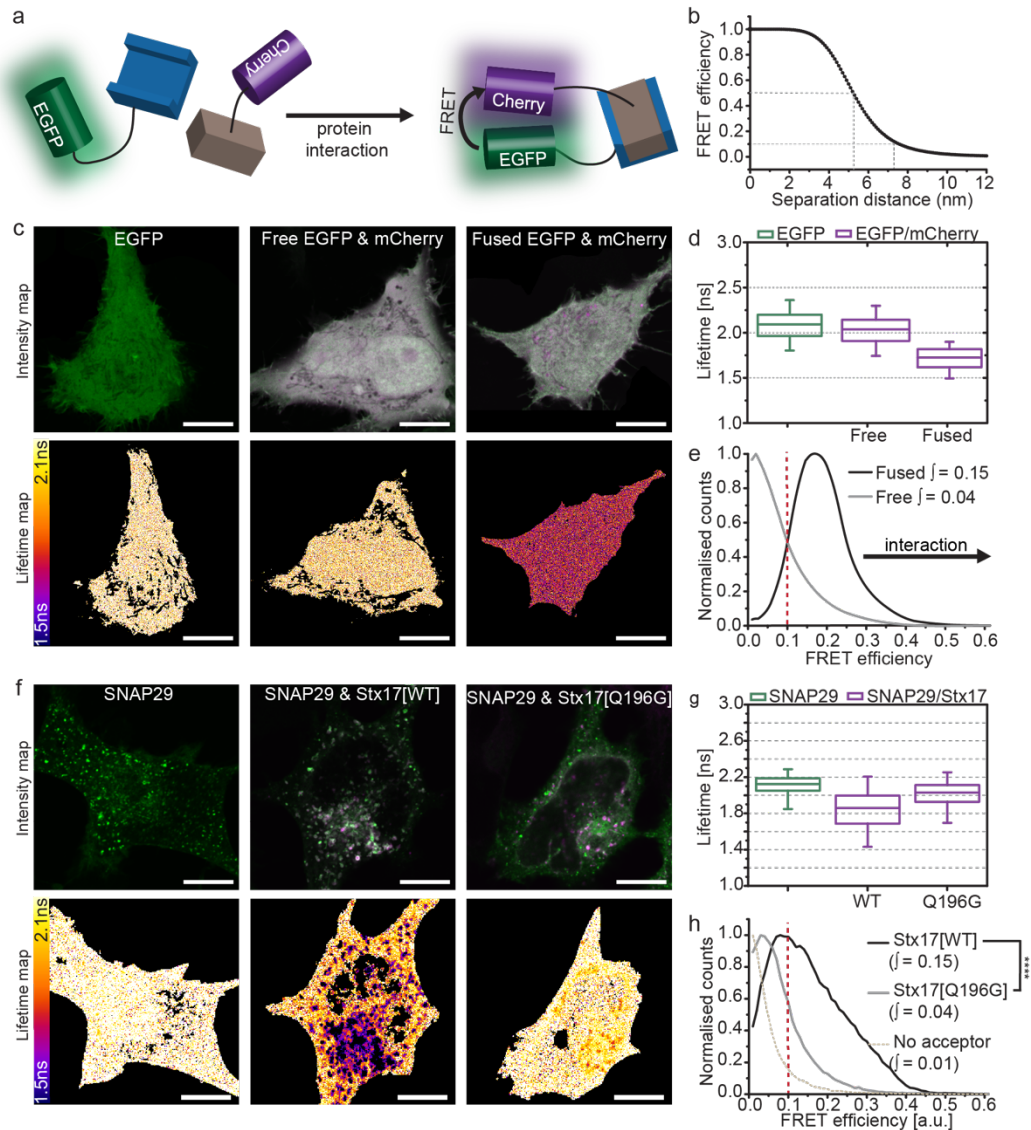 a
EGFP
Cherry
protein
interaction
FRET
Cherry
EGFP
b
FRET efficiency
1.0
0.8
0.6
0.4
0.2
0.0
0 2 4 6 8 10 12
Separation distance (nm)
c
EGFP
Free EGFP & mCherry
Fused EGFP & mCherry
Intensity map
Lifetime map
2.1ns
1.5ns
d
EGFP EGFP/mCherry
Lifetime [ns]
3.0
2.5
2.0
1.5
1.0
Free Fused
e
Normalised counts
1.0
0.8
0.6
0.4
0.2
0.0
Fused ∫ = 0.15
Free ∫ = 0.04
interaction
0.0 0.1 0.2 0.3 0.4 0.5 0.6
FRET efficiency
f
SNAP29
SNAP29 & Stx17[WT]
SNAP29 & Stx17[Q196G]
Intensity map
Lifetime map
2.1ns
1.5ns
g
SNAP29 SNAP29/Stx17
Lifetime [ns]
3.0
2.6
2.2
1.8
1.4
1.0
WT Q196G
h
Normalised counts
1.0
0.8
0.6
0.4
0.2
0.0
Stx17[WT]
(∫ = 0.15)
Stx17[Q196G]
(∫ = 0.04)
No acceptor
(∫ = 0.01)
****
0.0 0.1 0.2 0.3 0.4 0.5 0.6
FRET efficiency [a.u.]